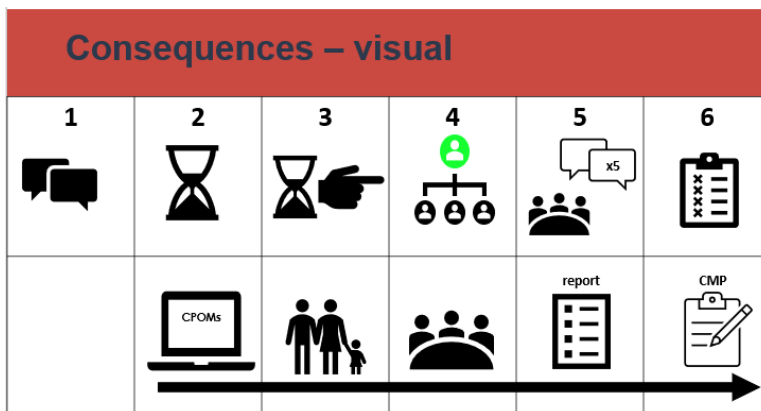 Consequences – visual
1 2 3 4 5 6
x5
CPOMs
report
CMP